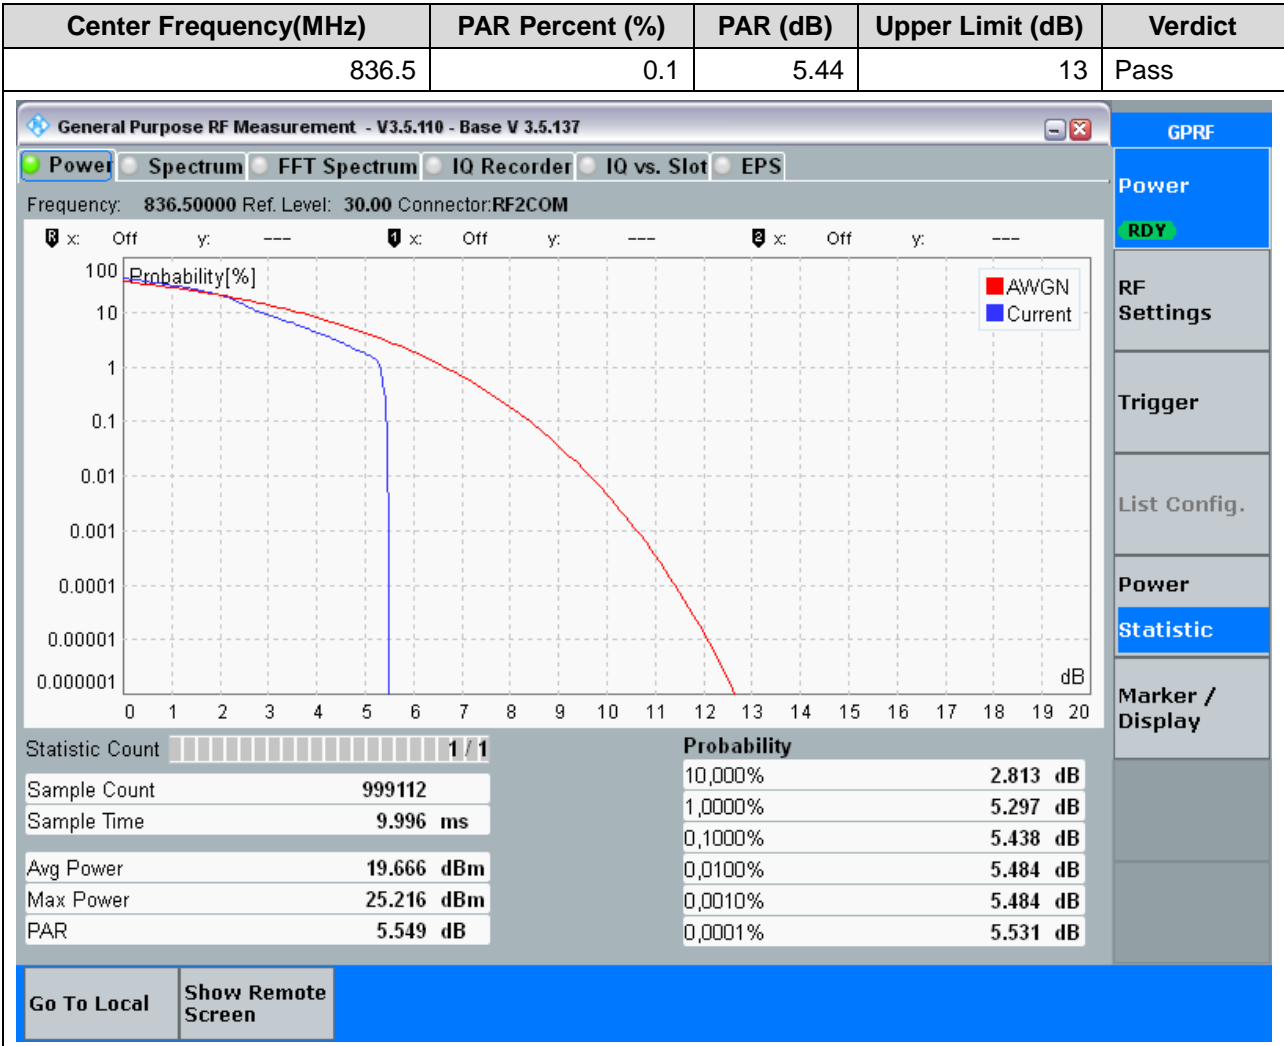 Center Frequency(MHz) PAR Percent (%) PAR (dB) Upper Limit (dB) Verdict
836.5 0.1 5.44 13 Pass
General Purpose RF Measurement - V3.5.110 - Base V 3.5.137
GPRF
Power Spectrum FFT Spectrum IQ Recorder IQ vs. Slot EPS
Frequency: 836.50000 Ref. Level: 30.00 Connector:RF2COM
R x: Off y: --- 1 x: Off y: --- 2 x: Off y: ---
Probability[%]
AWGN
Current
100
10
1
0.1
0.01
0.001
0.0001
0.00001
0.000001
dB
0 1 2 3 4 5 6 7 8 9 10 11 12 13 14 15 16 17 18 19 20
Statistic Count 1 / 1
Sample Count 999112
Sample Time 9.996 ms
Avg Power 19.666 dBm
Max Power 25.216 dBm
PAR 5.549 dB
Probability
10,000% 2.813 dB
1,0000% 5.297 dB
0,1000% 5.438 dB
0,0100% 5.484 dB
0,0010% 5.484 dB
0,0001% 5.531 dB
Power
RDY
RF
Settings
Trigger
List Config.
Power
Statistic
Marker /
Display
Go To Local
Show Remote
Screen